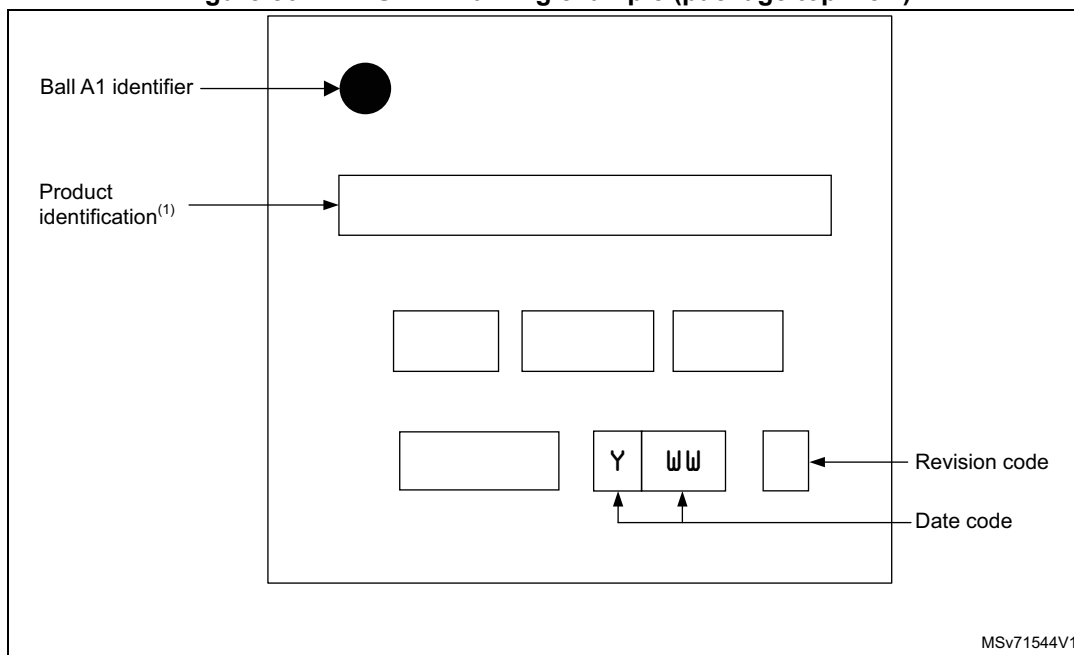 Ball A1 identifier
Product
identification(1)
Y WW
Revision code
Date code
MSv71544V1